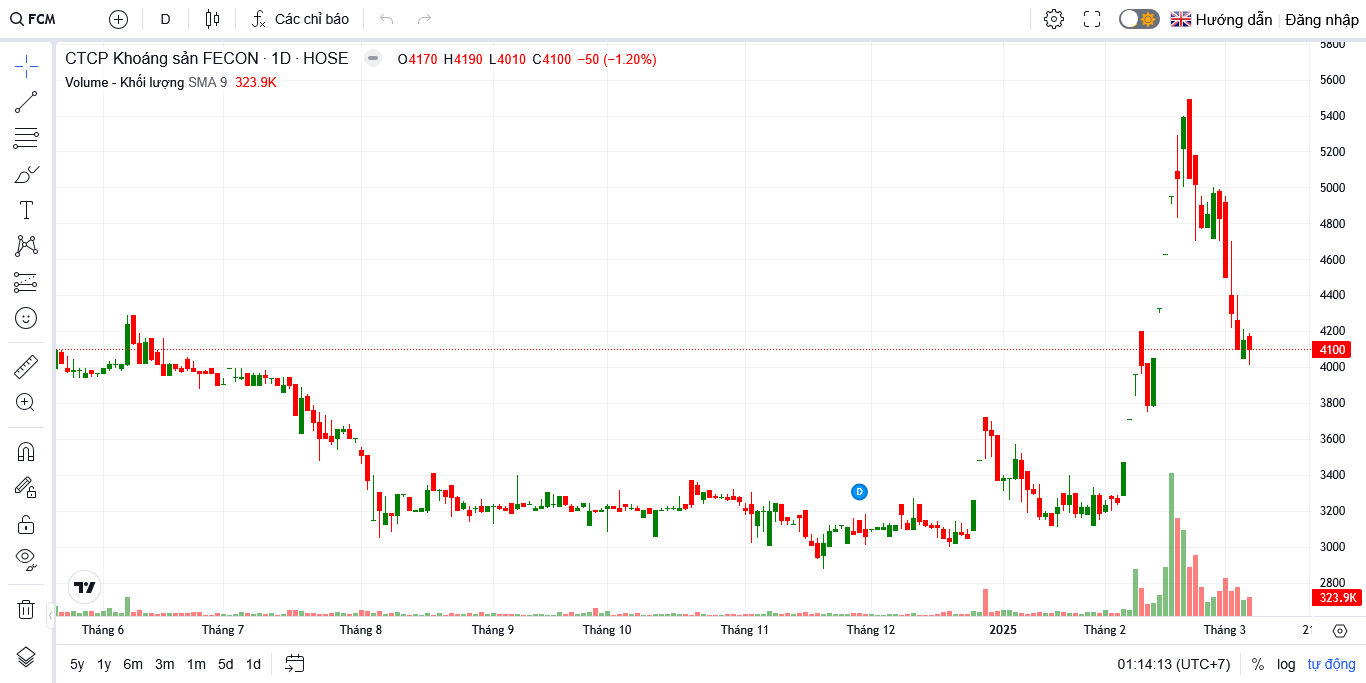 FCM D Các chỉ báo Hướng dẫn Đăng nhập
CTCP Khoáng sản FECON · 1D · HOSE O4170 H4190 L4010 C4100 −50 (−1.20%)
Volume - Khối lượng SMA 9 323.9K
5800
5600
5400
5200
5000
4800
4600
4400
4200
4100
4000
3800
3600
3400
3200
3000
2800
323.9K
D
Tháng 6 Tháng 7 Tháng 8 Tháng 9 Tháng 10 Tháng 11 Tháng 12 2025 Tháng 2 Tháng 3 21
5y 1y 6m 3m 1m 5d 1d 01:14:13 (UTC+7) % log tự động